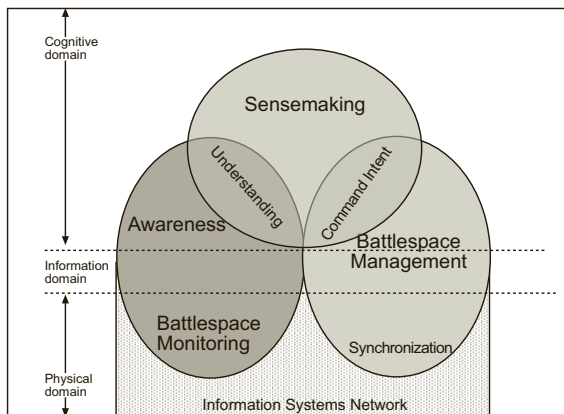 Cognitive
domain
Sensemaking
Understanding
Command Intent
Awareness
Battlespace
Management
Information
domain
Battlespace
Monitoring
Synchronization
Physical
domain
Information Systems Network